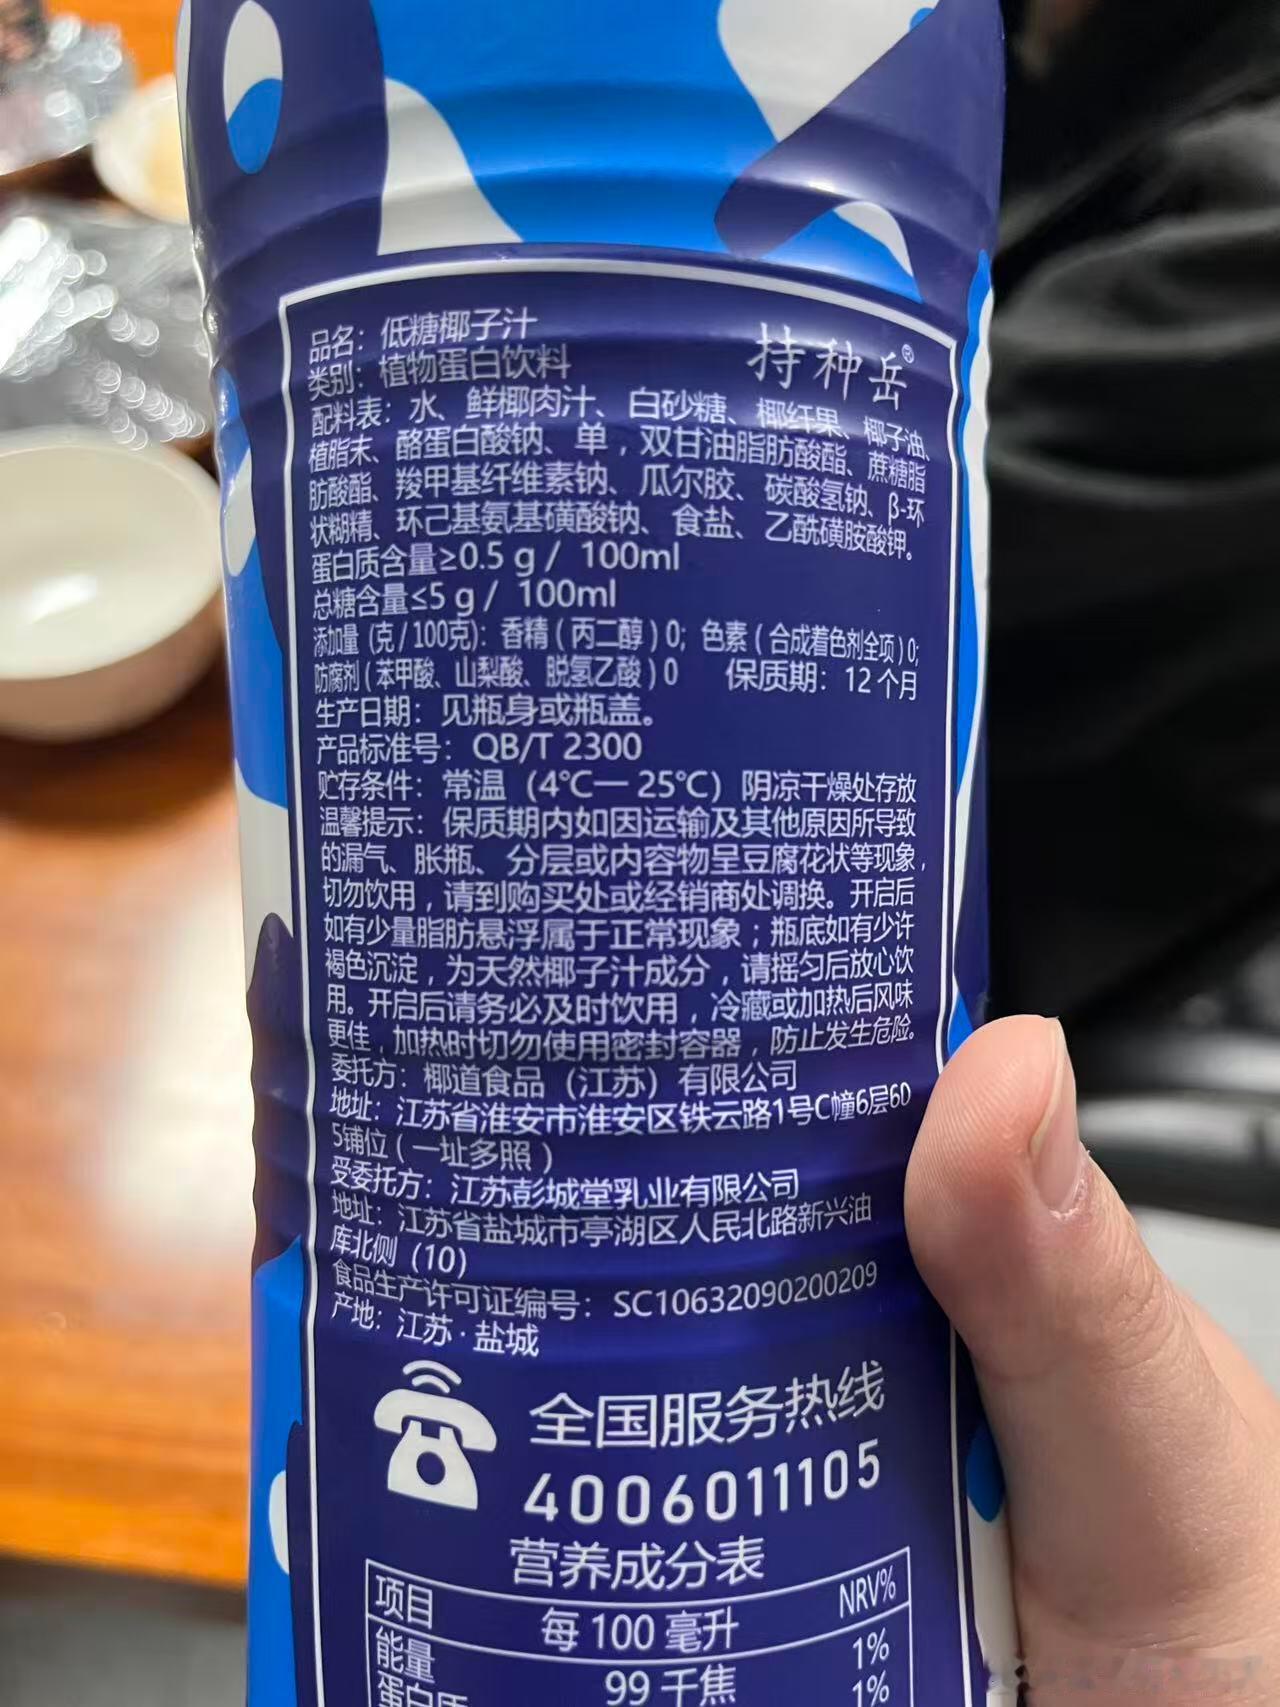 品名：低糖椰子汁
持种岳®
类别：植物蛋白饮料
配料表：水、鲜椰肉汁、白砂糖、椰纤果、椰子油、
植脂末、酪蛋白酸钠、单，双甘油脂肪酸酯、蔗糖脂
肪酸酯、羧甲基纤维素钠、瓜尔胶、碳酸氢钠、β-环
状糊精、环己基氨基磺酸钠、食盐、乙酰磺胺酸钾。
蛋白质含量≥0.5 g / 100ml
总糖含量≤5 g / 100ml
添加量（克/100克）：香精（丙二醇）0；色素（合成着色剂全项）0；
防腐剂（苯甲酸、山梨酸、脱氢乙酸）0 保质期：12个月
生产日期：见瓶身或瓶盖。
产品标准号：QB/T 2300
贮存条件：常温（4℃—25℃）阴凉干燥处存放
温馨提示：保质期内如因运输及其他原因所导致
的漏气、胀瓶、分层或内容物呈豆腐花状等现象，
切勿饮用，请到购买处或经销商处调换。开启后
如有少量脂肪悬浮属于正常现象；瓶底如有少许
褐色沉淀，为天然椰子汁成分，请摇匀后放心饮
用。开启后请务必及时饮用，冷藏或加热后风味
更佳，加热时切勿使用密封容器，防止发生危险。
委托方：椰道食品（江苏）有限公司
地址：江苏省淮安市淮安区铁云路1号C幢6层6D
5铺位（一址多照）
受委托方：江苏彭城堂乳业有限公司
地址：江苏省盐城市亭湖区人民北路新兴油
库北侧（10）
食品生产许可证编号：SC10632090200209
产地：江苏·盐城
全国服务热线
4006011105
营养成分表
项目 每100毫升 NRV%
能量 99千焦 1%
蛋白质 1%